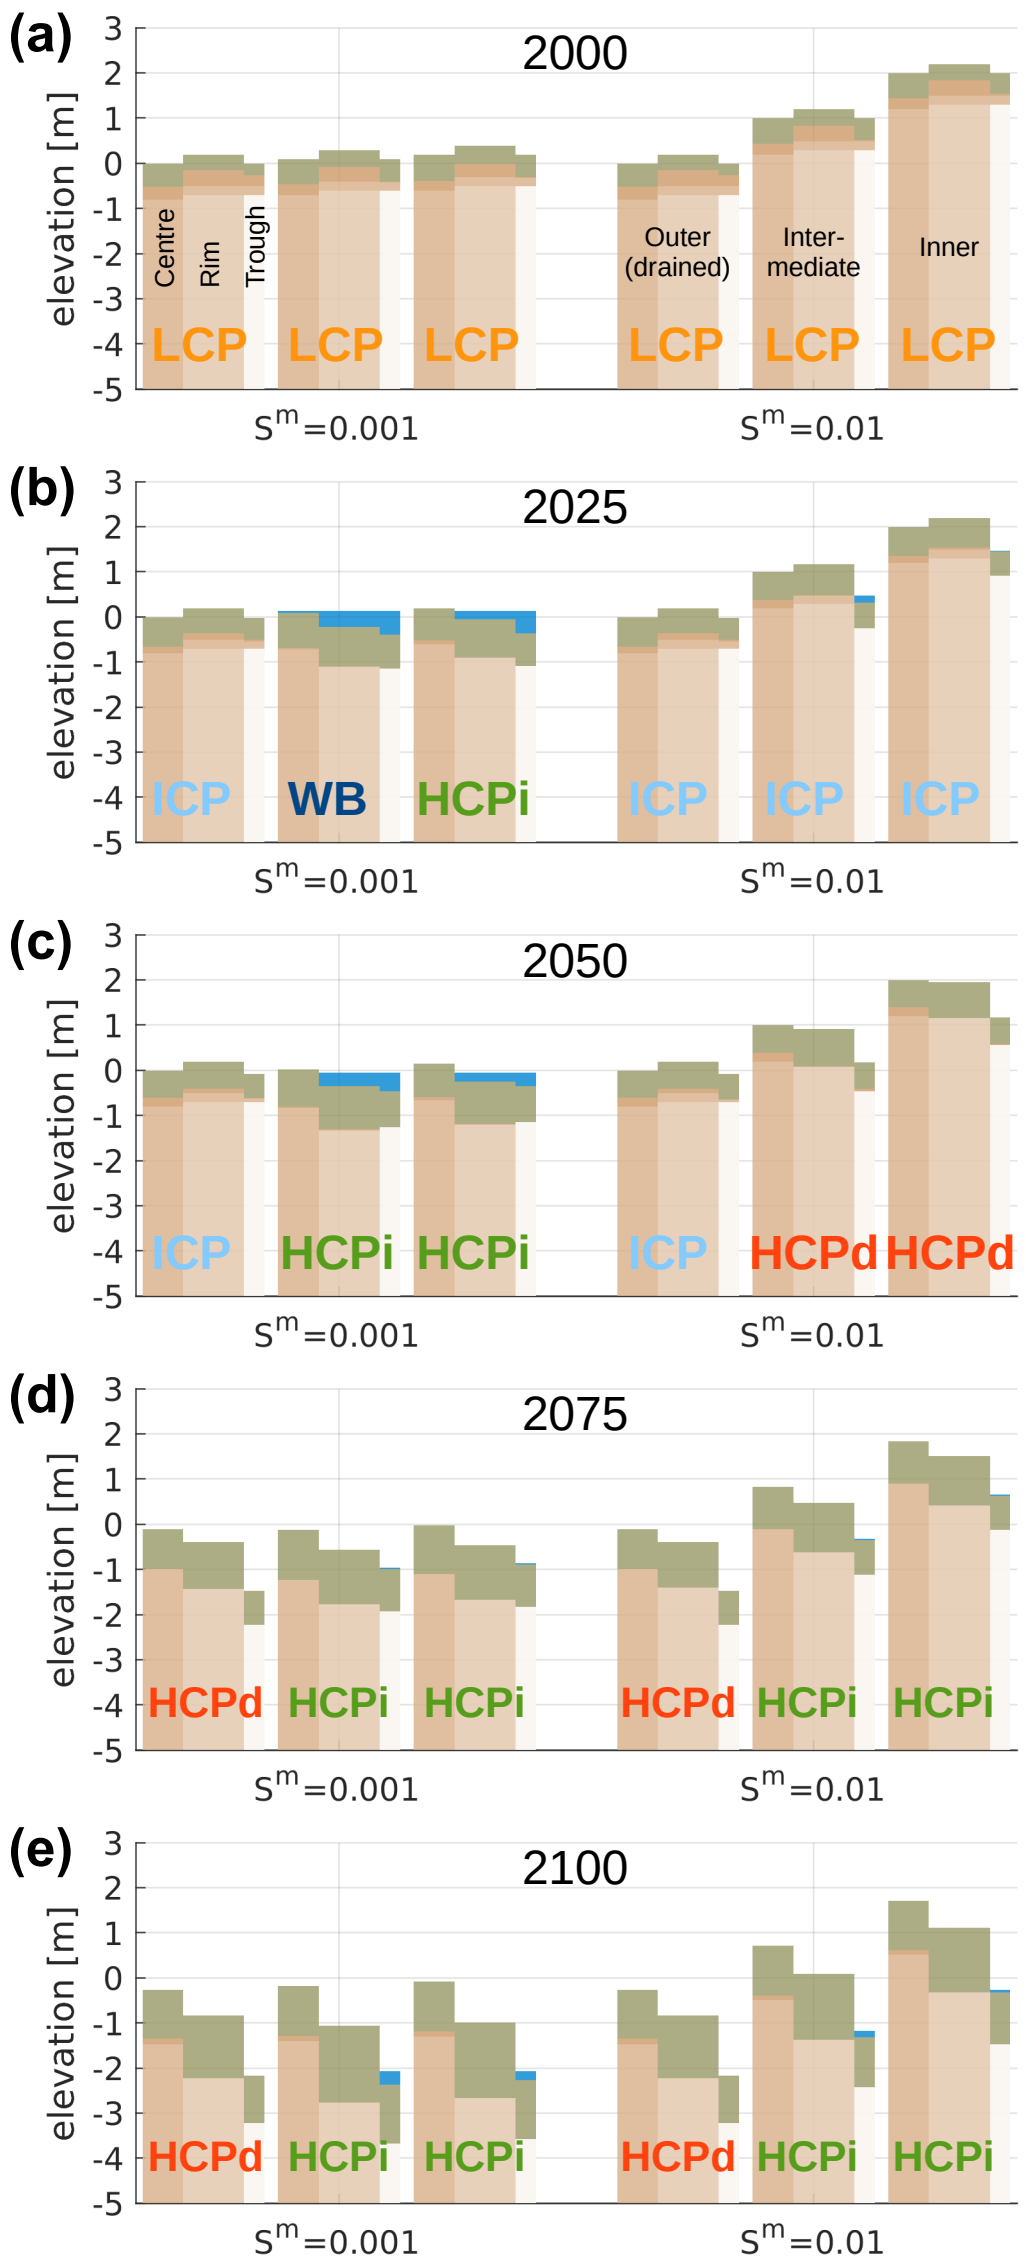 (a)
2000
3
2
1
0
-1
-2
-3
-4
-5
elevation [m]
Centre
Rim
Trough
Outer
(drained)
Inter-
mediate
Inner
LCP LCP LCP LCP LCP LCP
S^m=0.001 S^m=0.01
(b)
2025
3
2
1
0
-1
-2
-3
-4
-5
elevation [m]
ICP WB HCPi ICP ICP ICP
S^m=0.001 S^m=0.01
(c)
2050
3
2
1
0
-1
-2
-3
-4
-5
elevation [m]
ICP HCPi HCPi ICP HCPd HCPd
S^m=0.001 S^m=0.01
(d)
2075
3
2
1
0
-1
-2
-3
-4
-5
elevation [m]
HCPd HCPi HCPi HCPd HCPi HCPi
S^m=0.001 S^m=0.01
(e)
2100
3
2
1
0
-1
-2
-3
-4
-5
elevation [m]
HCPd HCPi HCPi HCPd HCPi HCPi
S^m=0.001 S^m=0.01